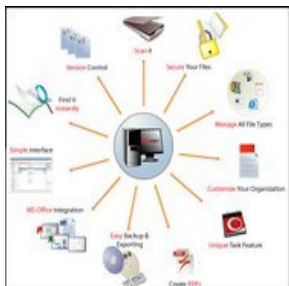 Scan It
Version Control
Secure Your Files
Find It
Instantly
Manage All File Types
Simple Interface
Customize Your Organization
MS Office Integration
Unique Task Feature
Easy Backup &
Exporting
Create PDFs